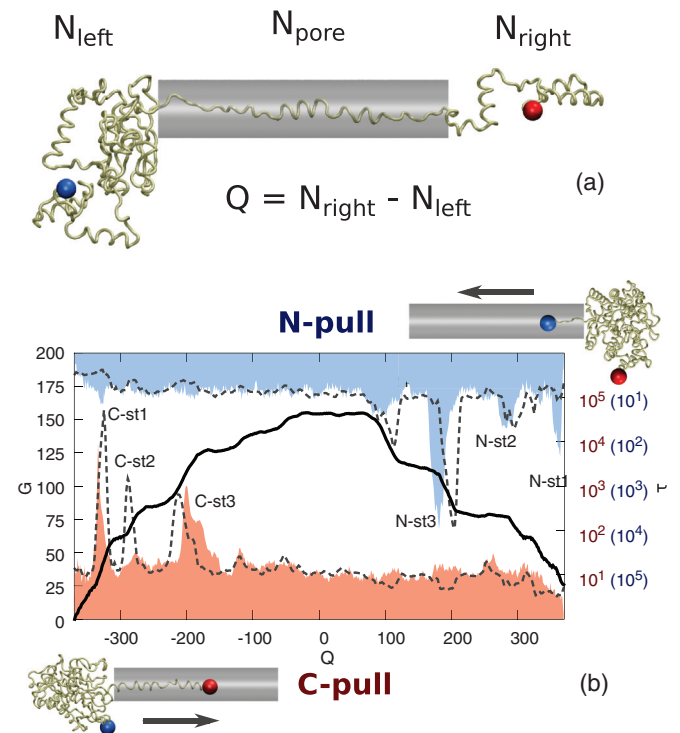 N_left N_pore N_right
(a)
Q = N_right - N_left
N-pull
200
175
150
125
100
75
50
25
0
G
-300 -200 -100 0 100 200 300
Q
10^5 (10^1)
10^4 (10^2)
10^3 (10^3)
10^2 (10^4)
10^1 (10^5)
τ
C-st1
C-st2
C-st3
N-st3
N-st2
N-st1
C-pull
(b)